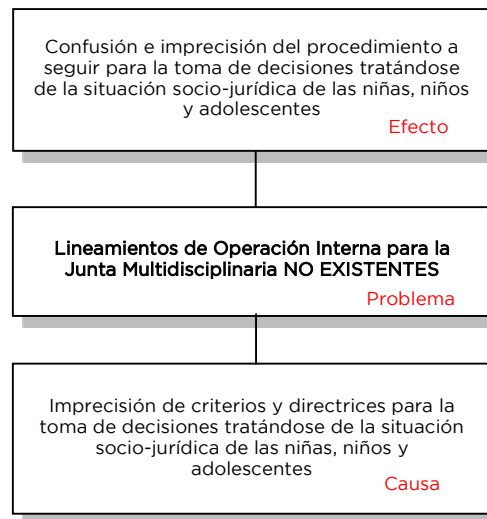 Confusión e imprecisión del procedimiento a
seguir para la toma de decisiones tratándose
de la situación socio-jurídica de las niñas, niños
y adolescentes
Efecto
Lineamientos de Operación Interna para la
Junta Multidisciplinaria NO EXISTENTES
Problema
Imprecisión de criterios y directrices para la
toma de decisiones tratándose de la situación
socio-jurídica de las niñas, niños y
adolescentes
Causa